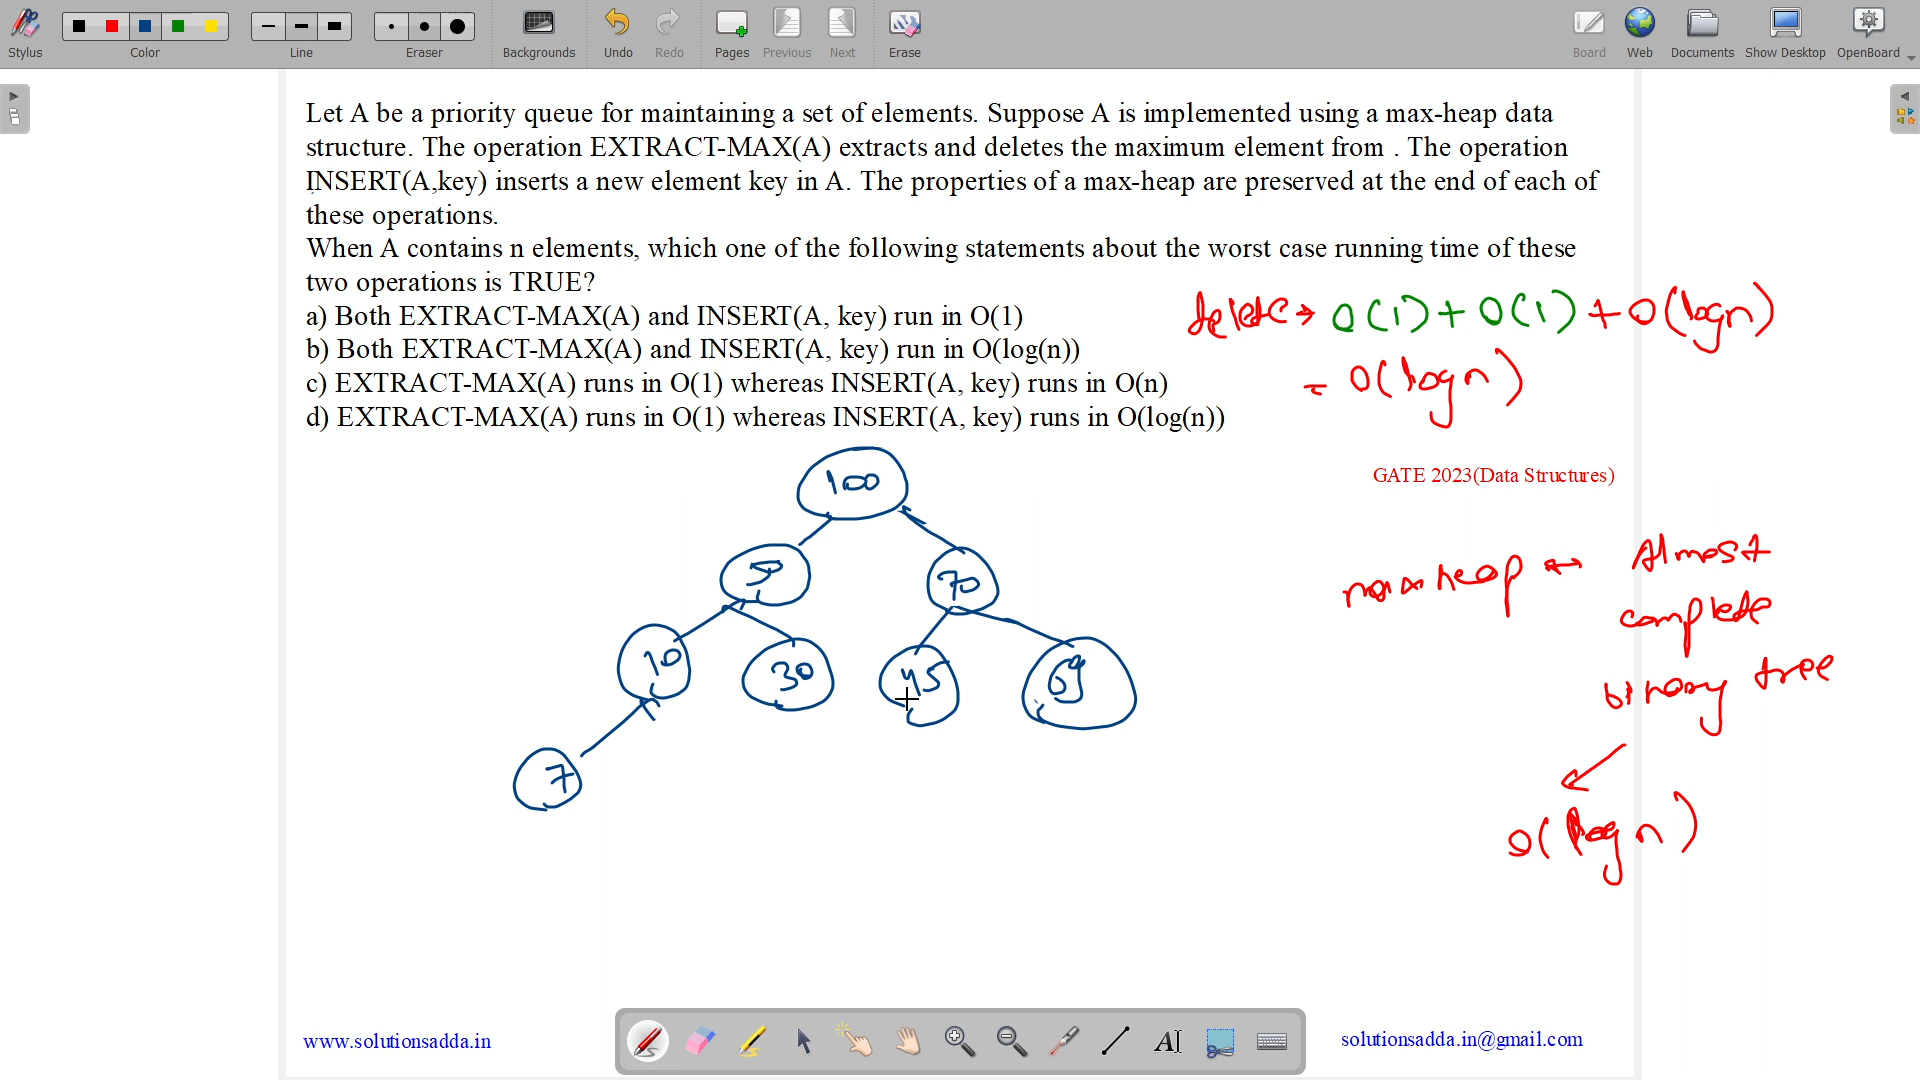 Stylus
Color
Line
Eraser
Backgrounds
Undo
Redo
Pages
Previous
Next
Erase
Board
Web
Documents
Show Desktop
OpenBoard
Let A be a priority queue for maintaining a set of elements. Suppose A is implemented using a max-heap data
structure. The operation EXTRACT-MAX(A) extracts and deletes the maximum element from . The operation
INSERT(A,key) inserts a new element key in A. The properties of a max-heap are preserved at the end of each of
these operations.
When A contains n elements, which one of the following statements about the worst case running time of these
two operations is TRUE?
a) Both EXTRACT-MAX(A) and INSERT(A, key) run in O(1)
b) Both EXTRACT-MAX(A) and INSERT(A, key) run in O(log(n))
c) EXTRACT-MAX(A) runs in O(1) whereas INSERT(A, key) runs in O(n)
d) EXTRACT-MAX(A) runs in O(1) whereas INSERT(A, key) runs in O(log(n))
delete → O(1) + O(1) + O(logn)
= O(logn)
GATE 2023(Data Structures)
100
50
70
10
30
45
69
7
max heap ↔ Almost
complete
binary tree
O(logn)
www.solutionsadda.in
solutionsadda.in@gmail.com